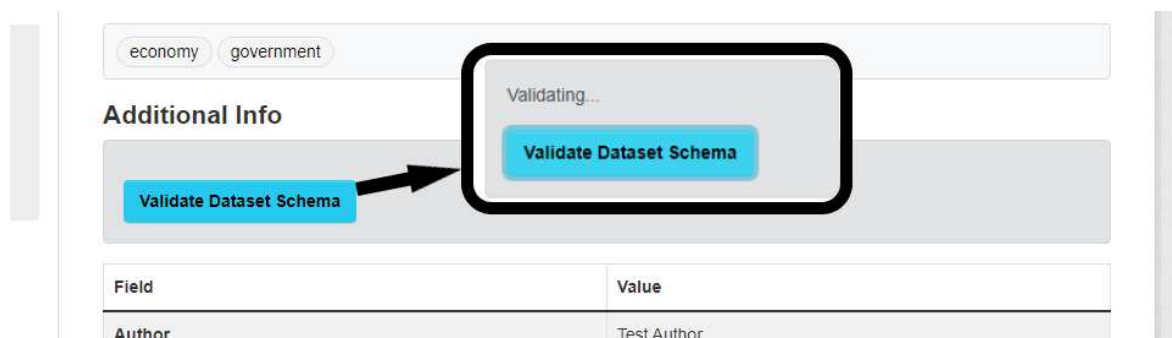 economy government
Validating...
Additional Info
Validate Dataset Schema
Validate Dataset Schema
Field Value
Author Test Author